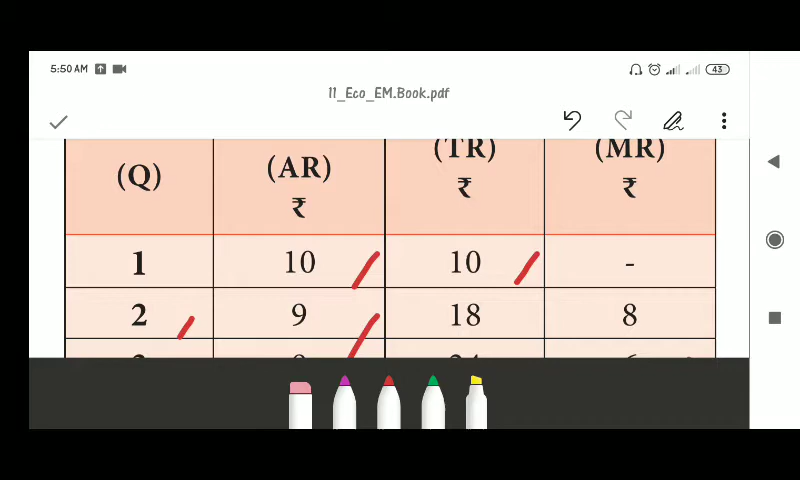 5:50 AM 43
11_Eco_EM.Book.pdf
(Q) (AR) ₹ (TR) ₹ (MR) ₹
1 10 10 -
2 9 18 8